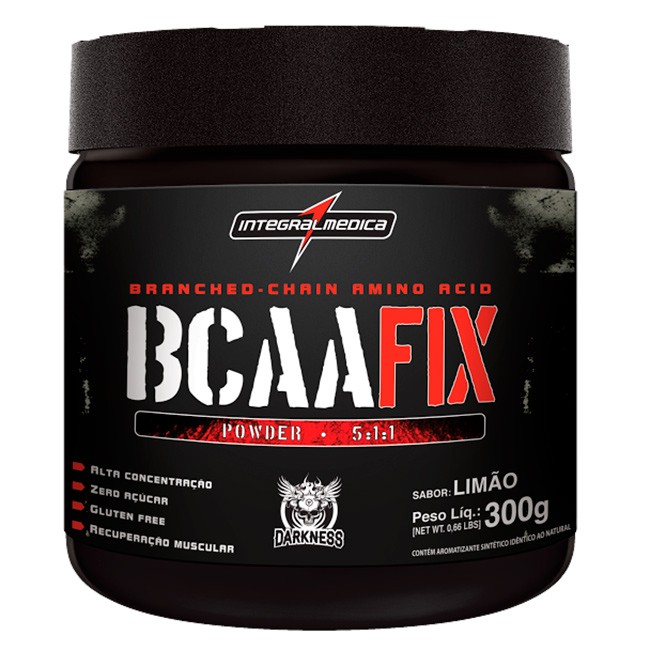 INTEGRALMEDICA
BRANCHED-CHAIN AMINO ACID
BCAAFIX
POWDER • 5:1:1
ALTA CONCENTRAÇÃO
ZERO AÇÚCAR
GLUTEN FREE
RECUPERAÇÃO MUSCULAR
DARKNESS
SABOR: LIMÃO
Peso Líq.: 300g
[NET WT. 0,66 LBS]
CONTÉM AROMATIZANTE SINTÉTICO IDÊNTICO AO NATURAL